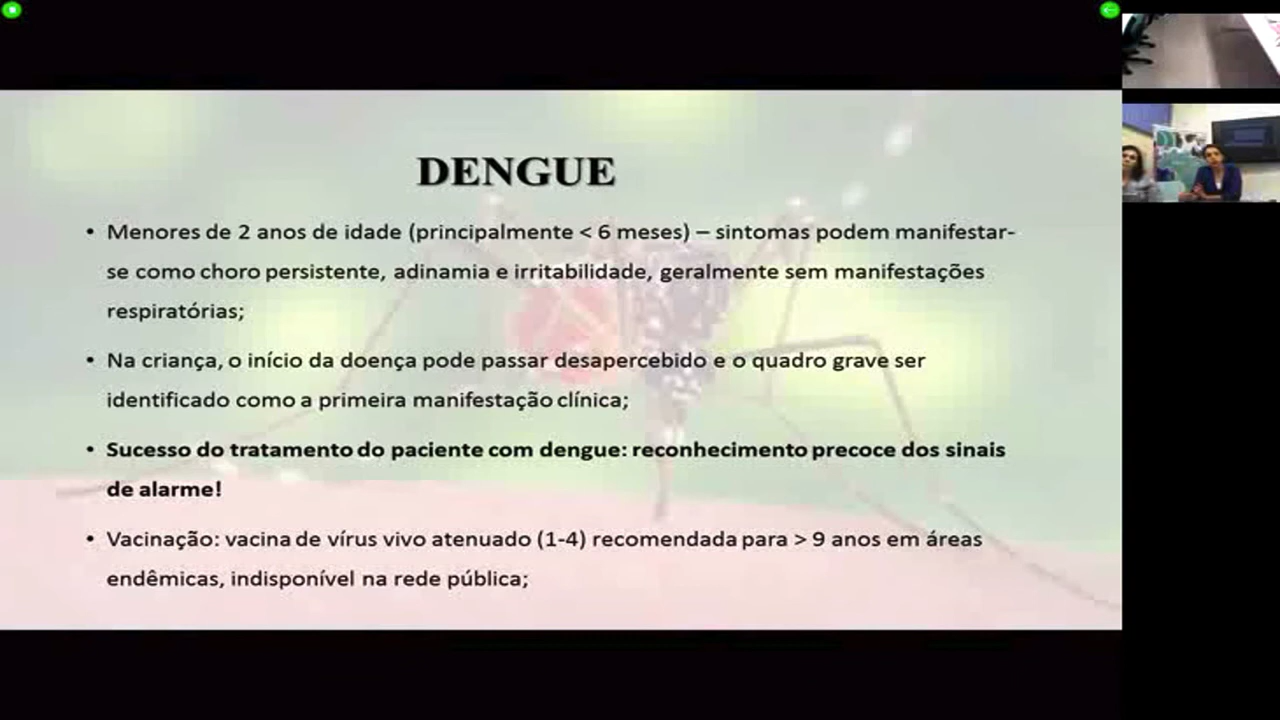 DENGUE
• Menores de 2 anos de idade (principalmente < 6 meses) – sintomas podem manifestar-
se como choro persistente, adinamia e irritabilidade, geralmente sem manifestações
respiratórias;
• Na criança, o início da doença pode passar desapercebido e o quadro grave ser
identificado como a primeira manifestação clínica;
• Sucesso do tratamento do paciente com dengue: reconhecimento precoce dos sinais
de alarme!
• Vacinação: vacina de vírus vivo atenuado (1-4) recomendada para > 9 anos em áreas
endêmicas, indisponível na rede pública;